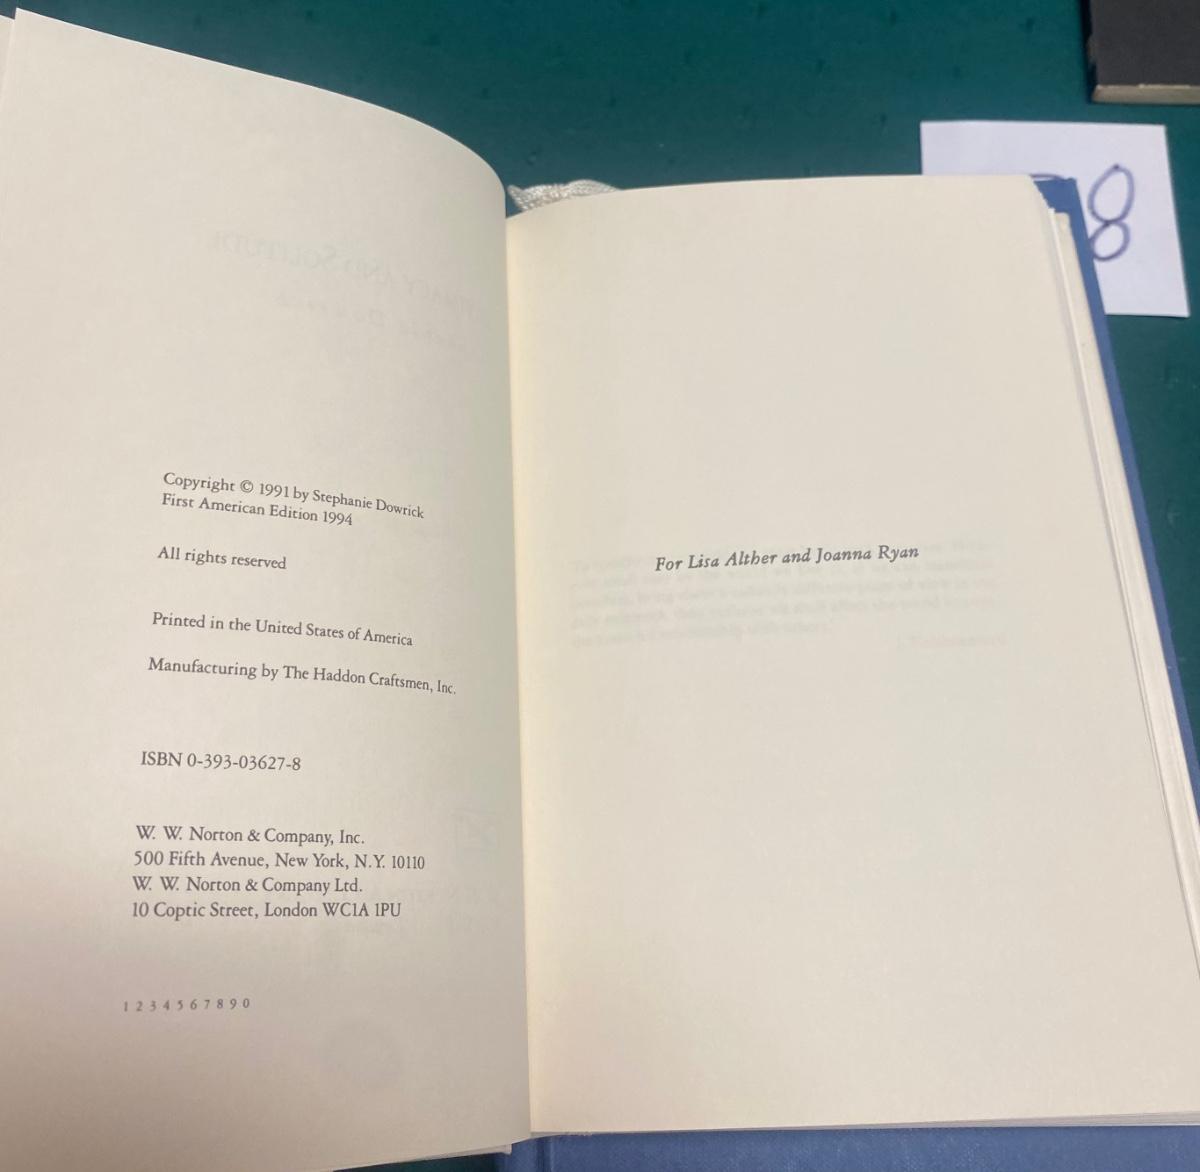 Copyright © 1991 by Stephanie Dowrick
First American Edition 1994
All rights reserved
Printed in the United States of America
Manufacturing by The Haddon Craftsmen, Inc.
ISBN 0-393-03627-8
W. W. Norton & Company, Inc.
500 Fifth Avenue, New York, N.Y. 10110
W. W. Norton & Company Ltd.
10 Coptic Street, London WC1A 1PU
1 2 3 4 5 6 7 8 9 0
For Lisa Alther and Joanna Ryan
8